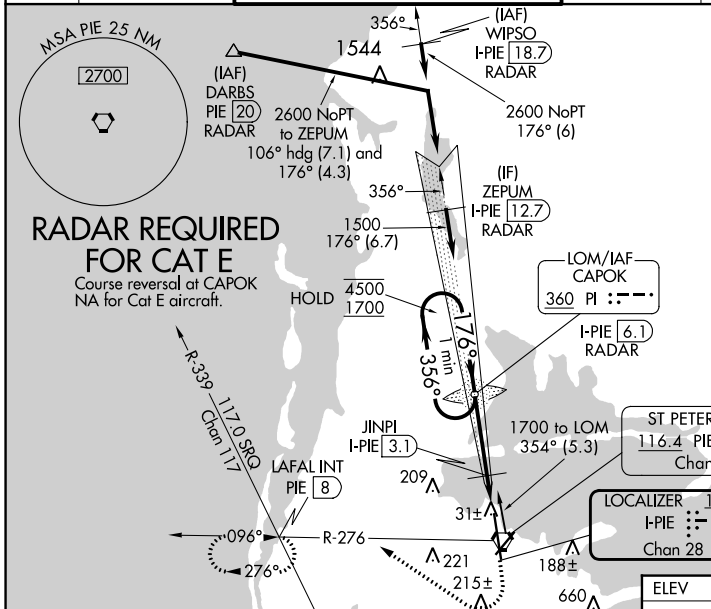 MSA PIE 25 NM
2700
(IAF)
DARBS
PIE 20
RADAR
1544
2600 NoPT
to ZEPUM
106° hdg (7.1) and
176° (4.3)
356°
(IAF)
WIPSO
I-PIE 18.7
RADAR
2600 NoPT
176° (6)
356°
(IF)
ZEPUM
I-PIE 12.7
RADAR
1500
176° (6.7)
RADAR REQUIRED
FOR CAT E
Course reversal at CAPOK
NA for Cat E aircraft.
HOLD
4500
1700
176°
1 min
356°
LOM/IAF
CAPOK
360 PI
I-PIE 6.1
RADAR
R-339
117.0 SRQ
Chan 117
JINPI
I-PIE 3.1
1700 to LOM
354° (5.3)
ST PETER
116.4 PIE
Chan
LAFAL INT
PIE 8
209
31±
LOCALIZER 1
I-PIE
Chan 28
096°
R-276
276°
221
215±
188±
660
ELEV